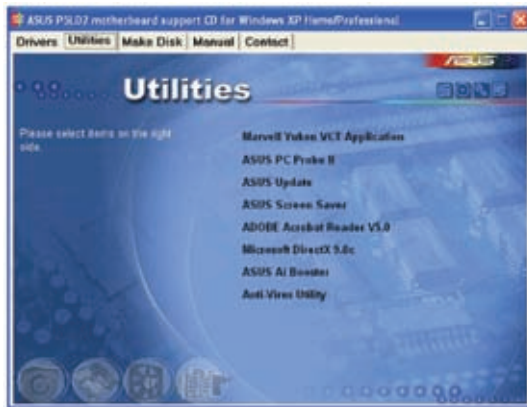 ASUS P5LD2 motherboard support CD for Windows XP Home/Professional
Drivers Utilities Make Disk Manual Contact
ASUS
Utilities
Please select items on the right
side.
Marvell Yukon VCT Application
ASUS PC Probe II
ASUS Update
ASUS Screen Saver
ADOBE Acrobat Reader V5.0
Microsoft DirectX 9.0c
ASUS Ai Booster
Anti-Virus Utility